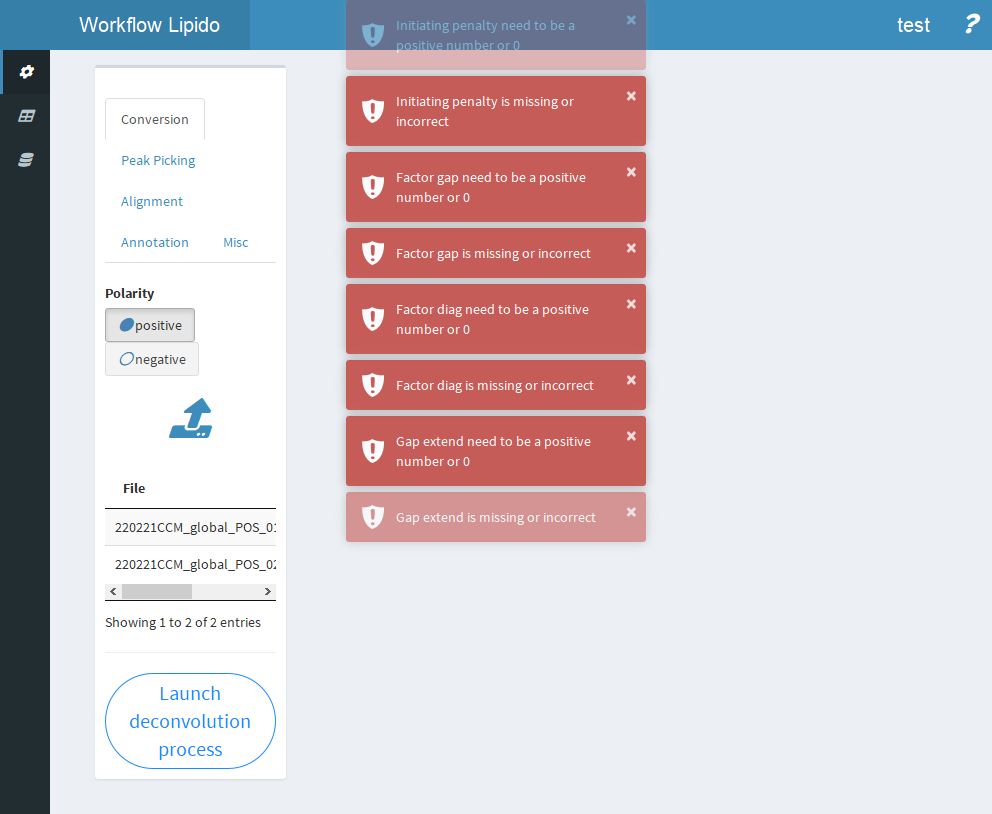 Workflow Lipido
test
?
Conversion
Peak Picking
Alignment
Annotation
Misc
Polarity
positive
negative
File
220221CCM_global_POS_01
220221CCM_global_POS_02
Showing 1 to 2 of 2 entries
Launch
deconvolution
process
Initiating penalty need to be a
positive number or 0
×
Initiating penalty is missing or
incorrect
×
Factor gap need to be a positive
number or 0
×
Factor gap is missing or incorrect
×
Factor diag need to be a positive
number or 0
×
Factor diag is missing or incorrect
×
Gap extend need to be a positive
number or 0
×
Gap extend is missing or incorrect
×